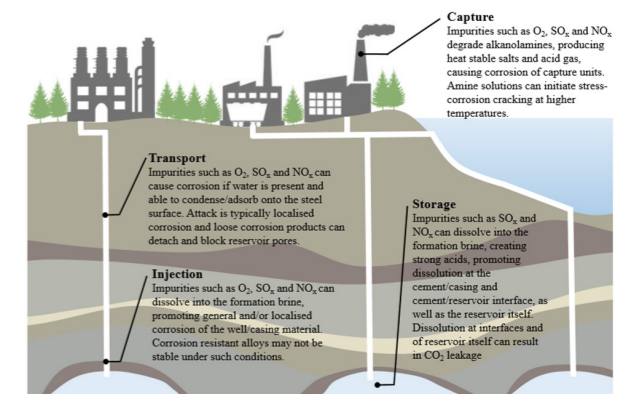 Capture
Impurities such as O₂, SOₓ and NOₓ
degrade alkanolamines, producing
heat stable salts and acid gas,
causing corrosion of capture units.
Amine solutions can initiate stress-
corrosion cracking at higher
temperatures.
Transport
Impurities such as O₂, SOₓ and NOₓ can
cause corrosion if water is present and
able to condense/adsorb onto the steel
surface. Attack is typically localised
corrosion and loose corrosion products can
detach and block reservoir pores.
Storage
Impurities such as SOₓ and
NOₓ can dissolve into the
formation brine, creating
strong acids, promoting
dissolution at the
cement/casing and
cement/reservoir interface, as
well as the reservoir itself.
Dissolution at interfaces and
of reservoir itself can result
in CO₂ leakage
Injection
Impurities such as O₂, SOₓ and NOₓ can
dissolve into the formation brine,
promoting general and/or localised
corrosion of the well/casing material.
Corrosion resistant alloys may not be
stable under such conditions.